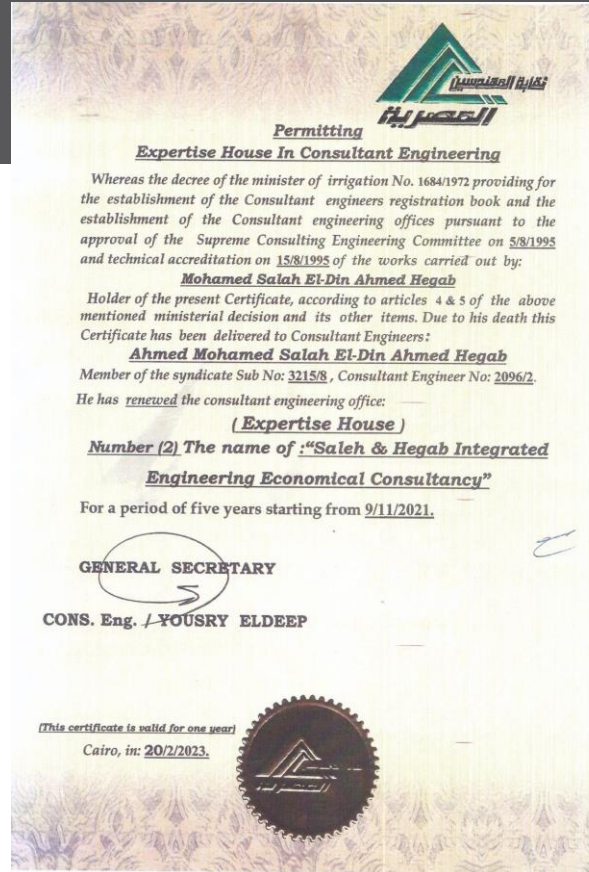 نقابة المهندسين
المصرية
Permitting
Expertise House In Consultant Engineering
Whereas the decree of the minister of irrigation No. 1684/1972 providing for
the establishment of the Consultant engineers registration book and the
establishment of the Consultant engineering offices pursuant to the
approval of the Supreme Consulting Engineering Committee on 5/8/1995
and technical accreditation on 15/8/1995 of the works carried out by:
Mohamed Salah El-Din Ahmed Hegab
Holder of the present Certificate, according to articles 4 & 5 of the above
mentioned ministerial decision and its other items. Due to his death this
Certificate has been delivered to Consultant Engineers:
Ahmed Mohamed Salah El-Din Ahmed Hegab
Member of the syndicate Sub No: 3215/8 , Consultant Engineer No: 2096/2.
He has renewed the consultant engineering office:
( Expertise House )
Number (2) The name of :“Saleh & Hegab Integrated
Engineering Economical Consultancy”
For a period of five years starting from 9/11/2021.
GENERAL SECRETARY
CONS. Eng. / YOUSRY ELDEEP
(This certificate is valid for one year)
Cairo, in: 20/2/2023.
المصرية